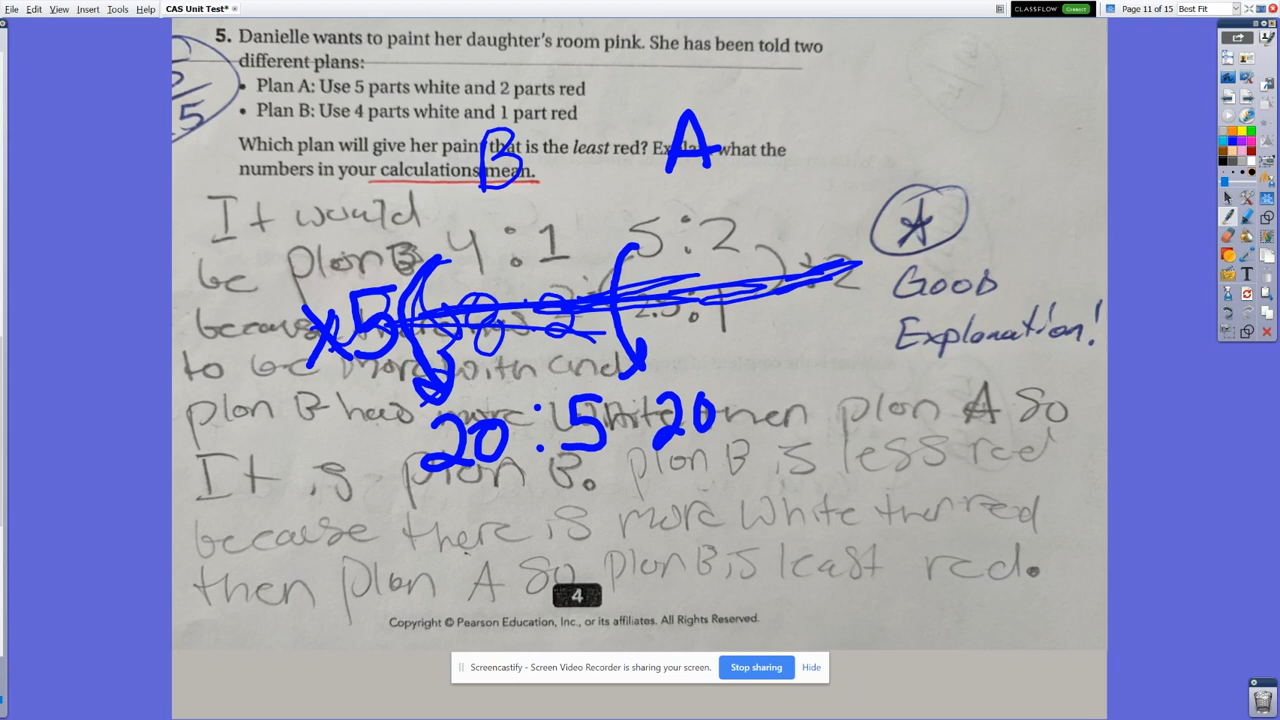 File Edit View Insert Tools Help CAS Unit Test* CLASSFLOW Connect Page 11 of 15 Best Fit
5
5. Danielle wants to paint her daughter's room pink. She has been told two
different plans:
• Plan A: Use 5 parts white and 2 parts red
• Plan B: Use 4 parts white and 1 part red
Which plan will give her paint that is the least red? Explain what the
numbers in your calculations mean.
B A
It would
be plan B 4:1 5:2
2.5:1 ÷2
×5
because
to be more with and
plan B has more white then plan A So
20:5 20
It is plan B. plan B is less red
because there is more White then red
then plan A So plan B is least red.
Good
Explanation!
4
Copyright © Pearson Education, Inc., or its affiliates. All Rights Reserved.
Screencastify - Screen Video Recorder is sharing your screen. Stop sharing Hide